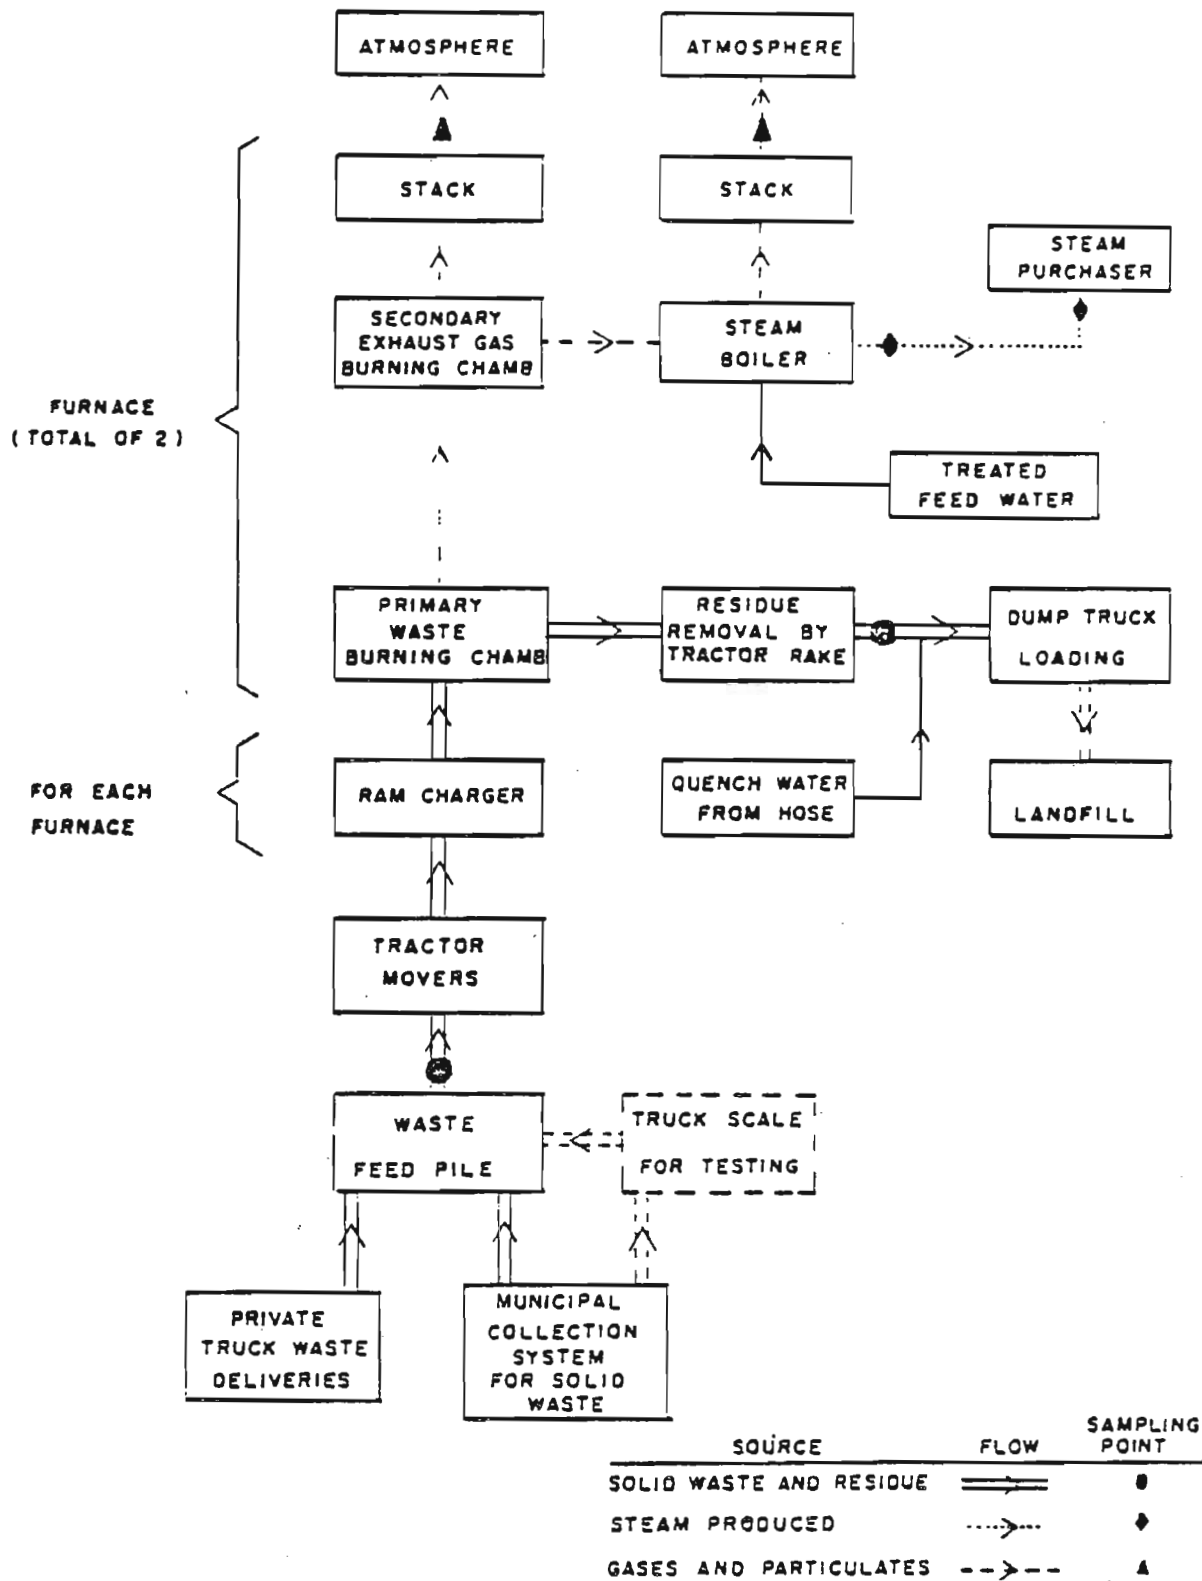 ATMOSPHERE
ATMOSPHERE
STACK
STACK
STEAM
PURCHASER
SECONDARY
EXHAUST GAS
BURNING CHAMB
STEAM
BOILER
FURNACE
(TOTAL OF 2)
TREATED
FEED WATER
PRIMARY
WASTE
BURNING CHAMB
RESIDUE
REMOVAL BY
TRACTOR RAKE
DUMP TRUCK
LOADING
FOR EACH
FURNACE
RAM CHARGER
QUENCH WATER
FROM HOSE
LANDFILL
TRACTOR
MOVERS
WASTE
FEED PILE
TRUCK SCALE
FOR TESTING
PRIVATE
TRUCK WASTE
DELIVERIES
MUNICIPAL
COLLECTION
SYSTEM
FOR SOLID
WASTE
SOURCE FLOW SAMPLING
POINT
SOLID WASTE AND RESIDUE
STEAM PRODUCED
GASES AND PARTICULATES